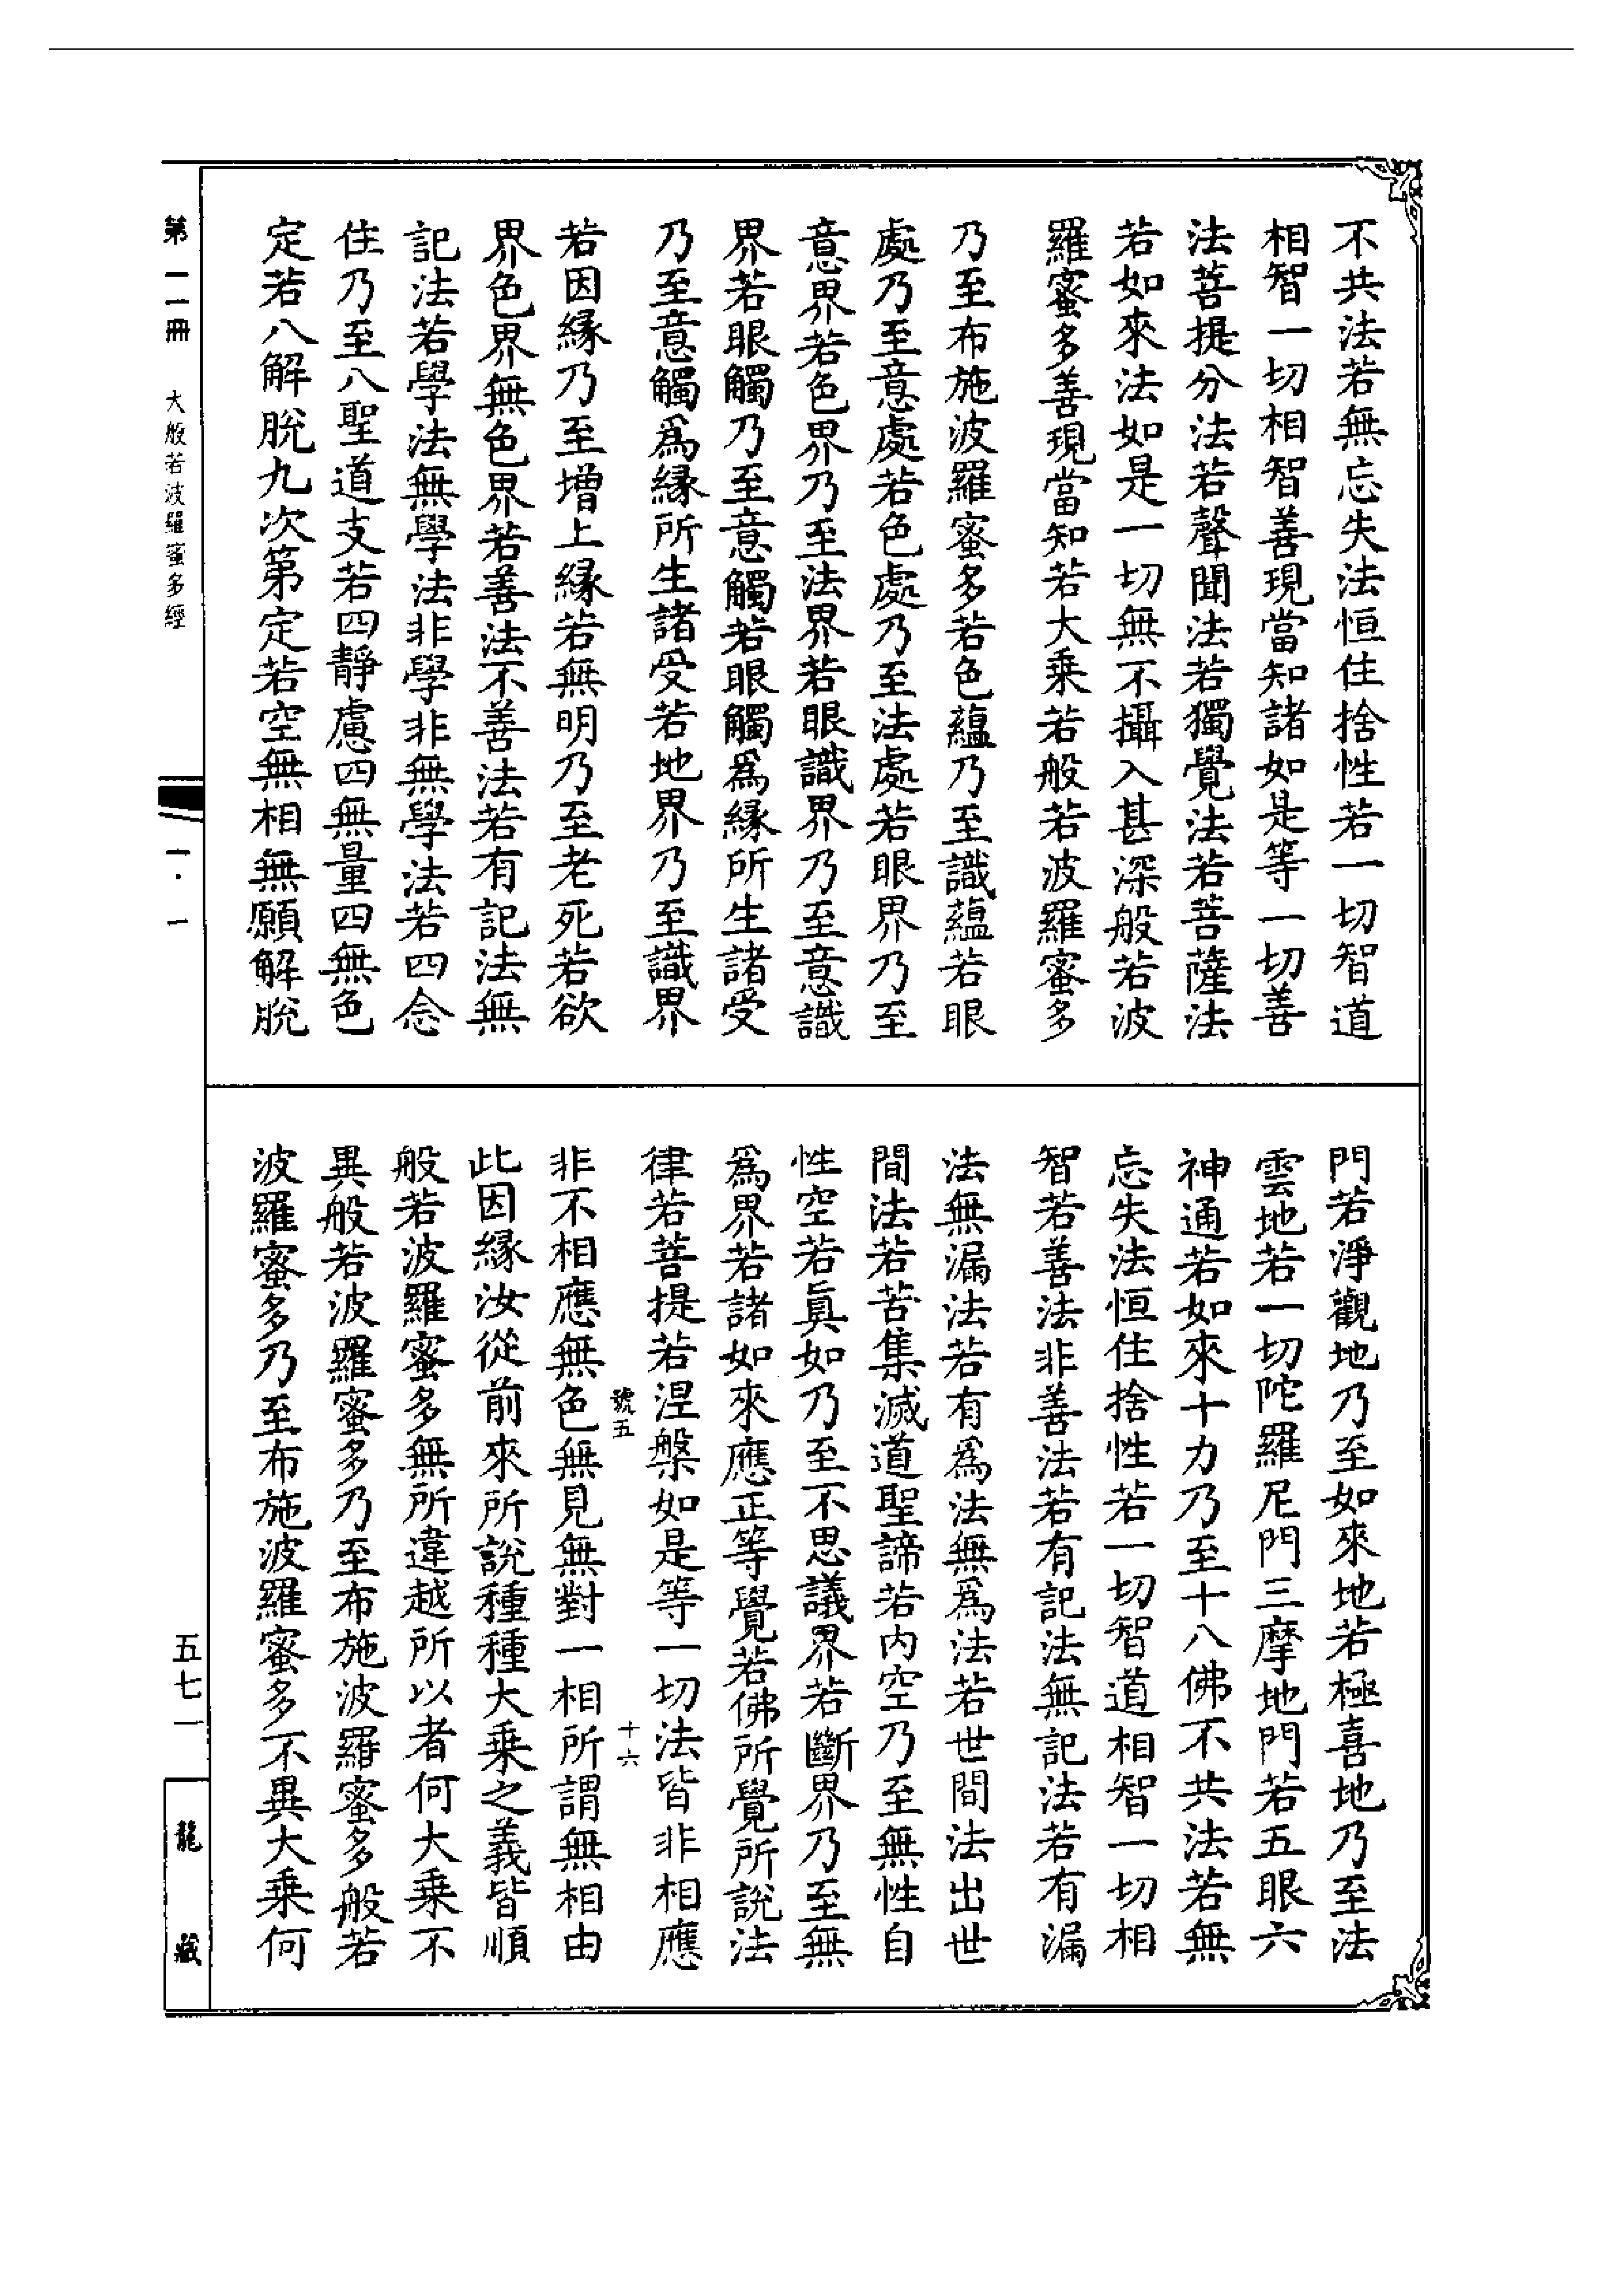 不共法若無忘失法恒住捨性若一切智道
相智一切相智善現當知諸如是等一切善
法菩提分法若聲聞法若獨覺法若菩薩法
若如來法如是一切無不攝入甚深般若波
羅蜜多善現當知若大乘若般若波羅蜜多
乃至布施波羅蜜多若色蘊乃至識蘊若眼
處乃至意處若色處乃至法處若眼界乃至
意界若色界乃至法界若眼識界乃至意識
界若眼觸乃至意觸若眼觸爲緣所生諸受
乃至意觸爲緣所生諸受若地界乃至識界
若因緣乃至增上緣若無明乃至老死若欲
界色界無色界若善法不善法若有記法無
記法若學法無學法非學非無學法若四念
住乃至八聖道支若四靜慮四無量四無色
定若八解脫九次第定若空無相無願解脫
門若淨觀地乃至如來地若極喜地乃至法
雲地若一切陀羅尼門三摩地門若五眼六
神通若如來十力乃至十八佛不共法若無
忘失法恒住捨性若一切智道相智一切相
智若善法非善法若有記法無記法若有漏
法無漏法若有爲法無爲法若世間法出世
間法若苦集滅道聖諦若内空乃至無性自
性空若眞如乃至不思議界若斷界乃至無
爲界若諸如來應正等覺若佛所覺所說法
律若菩提若涅槃如是等一切法皆非相應
號五 十六
非不相應無色無見無對一相所謂無相由
此因緣汝從前來所說種種大乘之義皆順
般若波羅蜜多無所違越所以者何大乘不
異般若波羅蜜多乃至布施波羅蜜多般若
波羅蜜多乃至布施波羅蜜多不異大乘何
第一一冊 大般若波羅蜜多經
一·一
五七一
龍藏